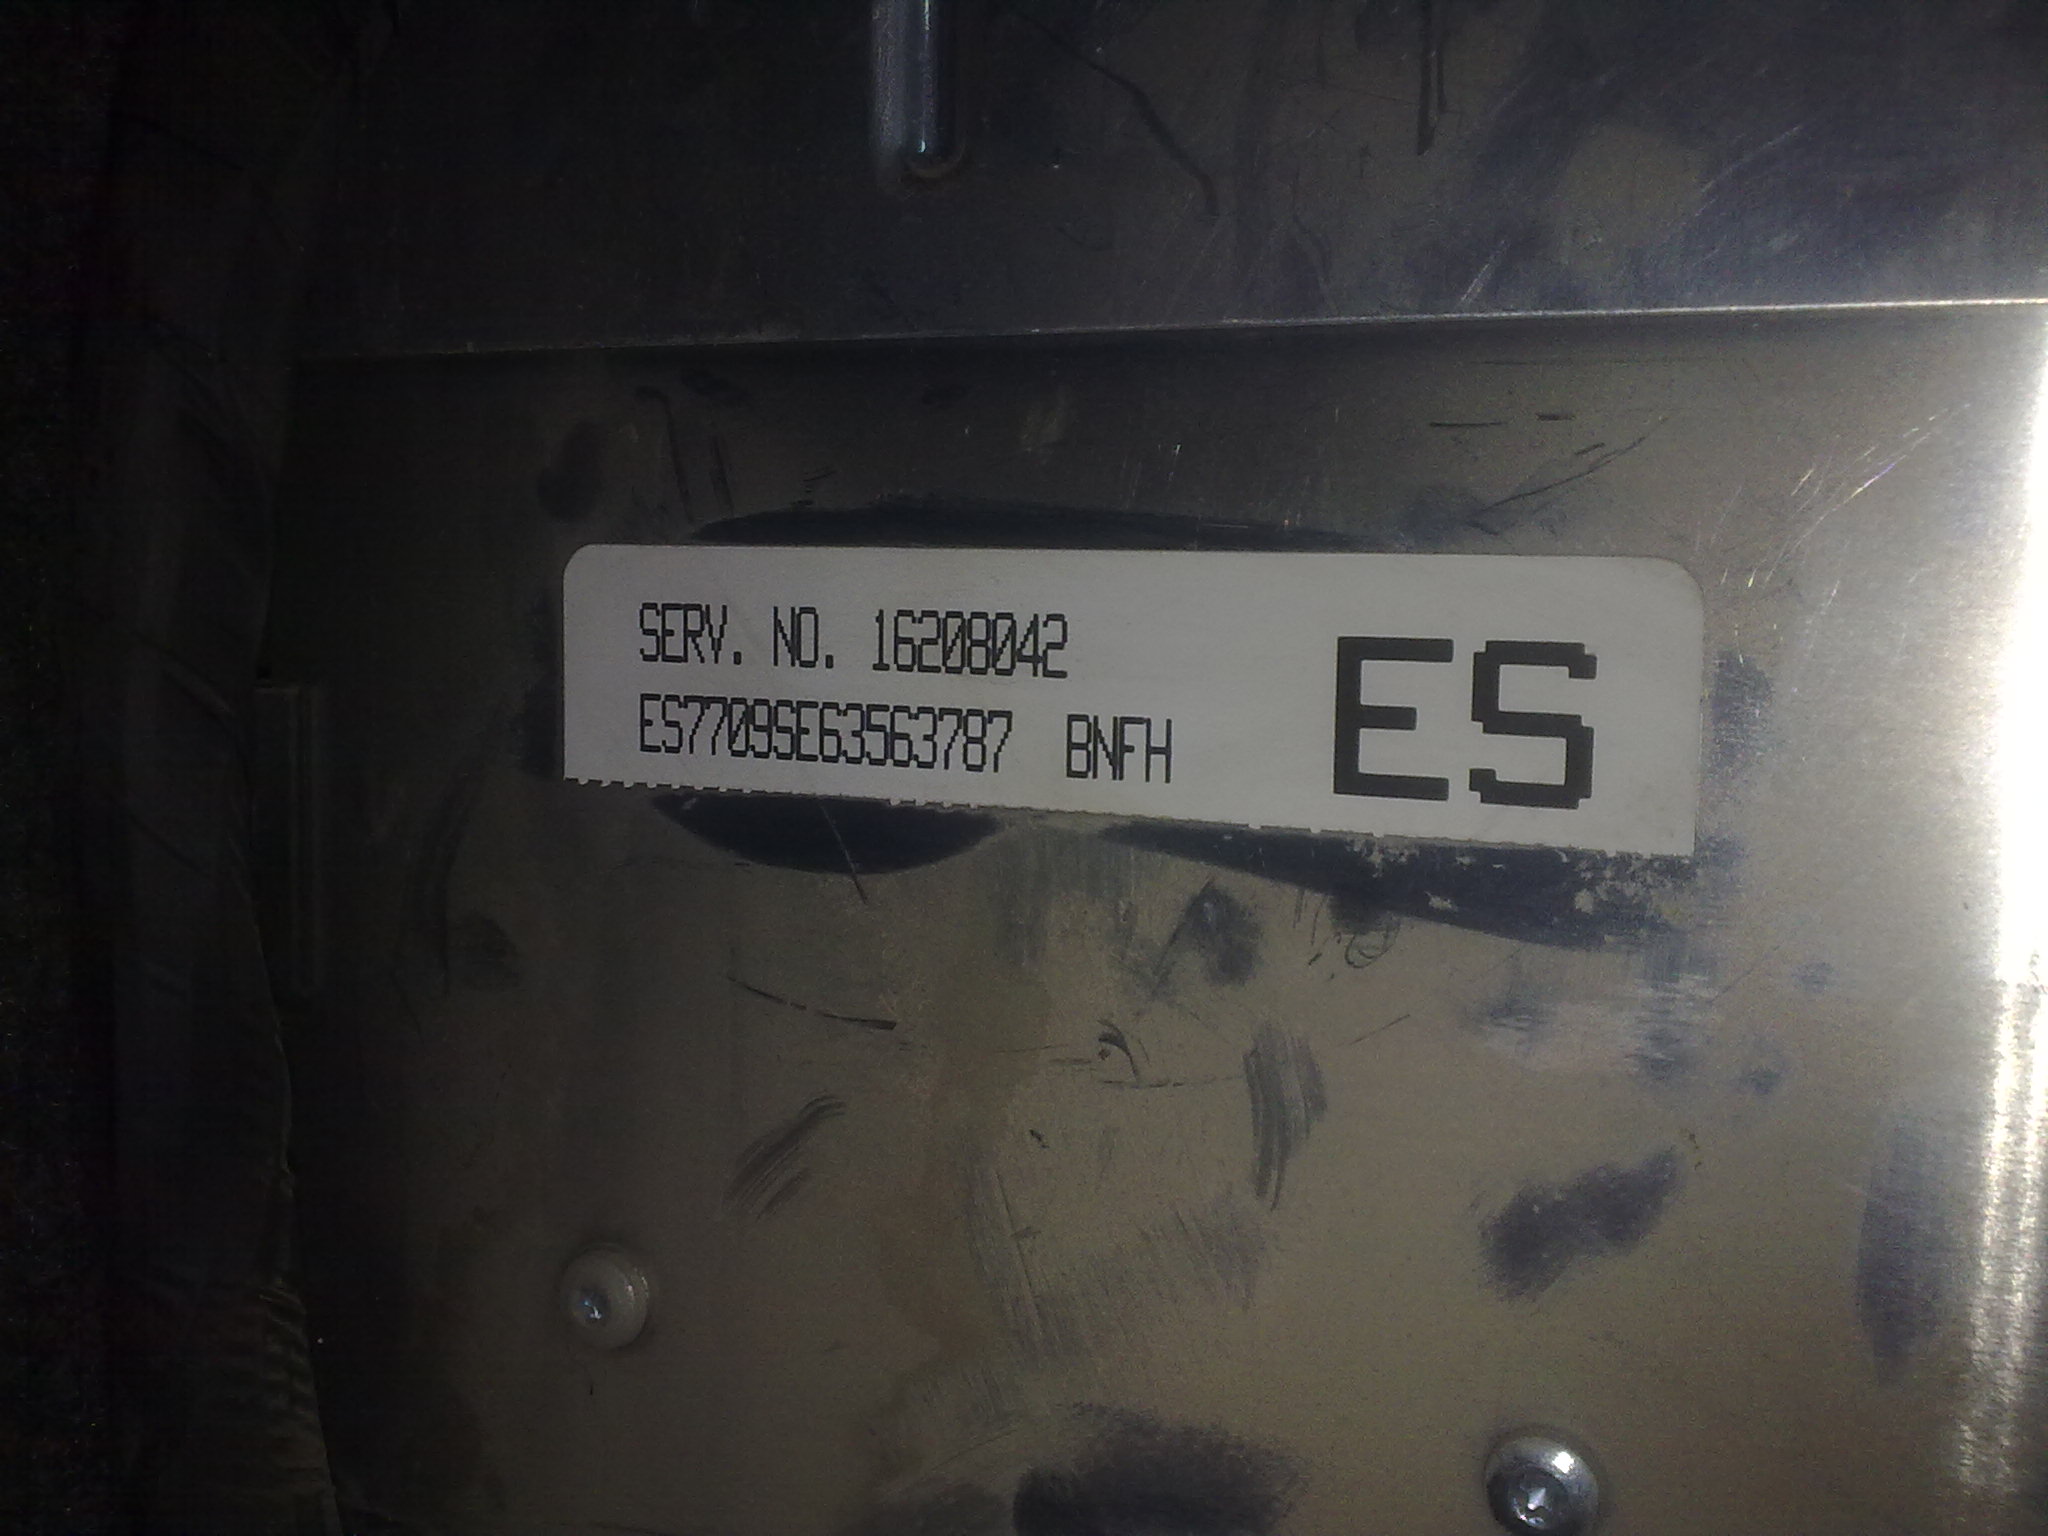 SERV. NO. 16208042
ES7709SE63563787 BNFH
ES